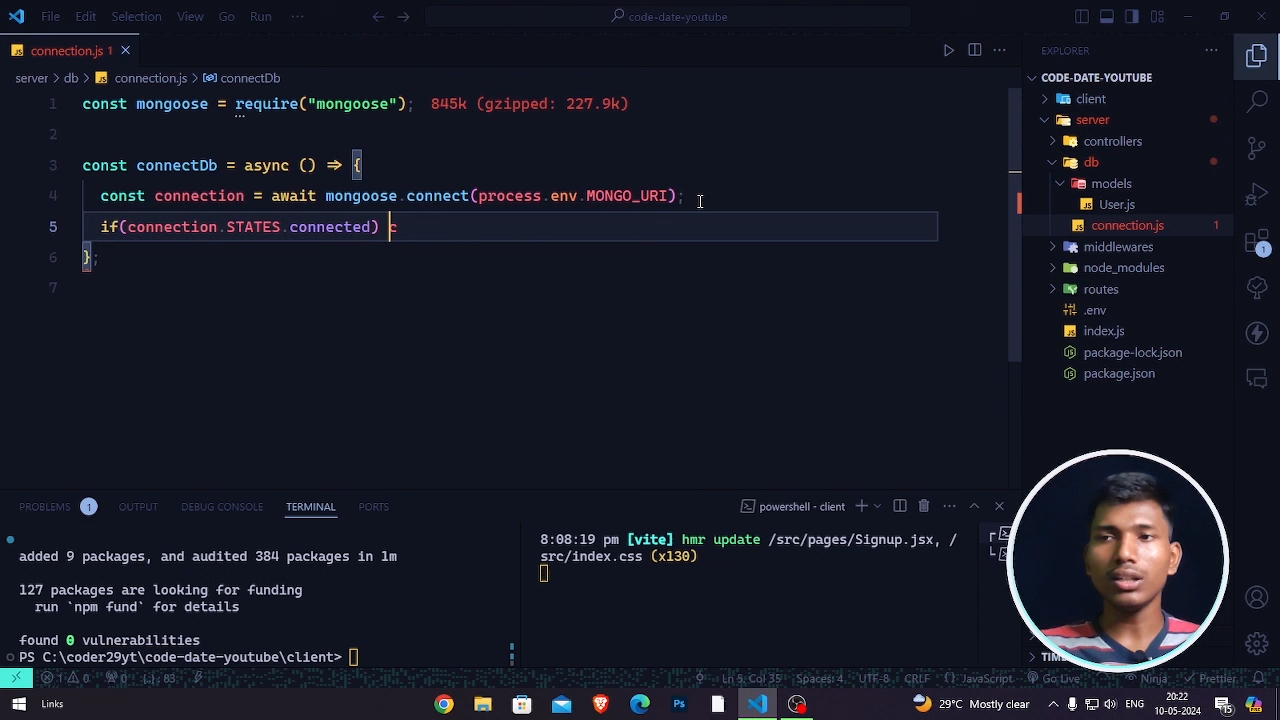 File Edit Selection View Go Run ··· code-date-youtube
connection.js 1
server > db > connection.js > connectDb
1 const mongoose = require("mongoose"); 845k (gzipped: 227.9k)
2
3 const connectDb = async () => {
4 const connection = await mongoose.connect(process.env.MONGO_URI);
5 if(connection.STATES.connected) c
6 };
7
EXPLORER
CODE-DATE-YOUTUBE
client
server
controllers
db
models
User.js
connection.js 1
middlewares
node_modules
routes
.env
index.js
package-lock.json
package.json
1
PROBLEMS 1 OUTPUT DEBUG CONSOLE TERMINAL PORTS powershell - client
added 9 packages, and audited 384 packages in 1m
127 packages are looking for funding
run `npm fund` for details
found 0 vulnerabilities
PS C:\coder29yt\code-date-youtube\client>
8:08:19 pm [vite] hmr update /src/pages/Signup.jsx, /
src/index.css (x130)
1 0 0 {..}: 83 Ln 5, Col 35 Spaces: 4 UTF-8 CRLF {} JavaScript Go Live Ninja Prettier
Links 29°C Mostly clear ENG 20:22
10-05-2024